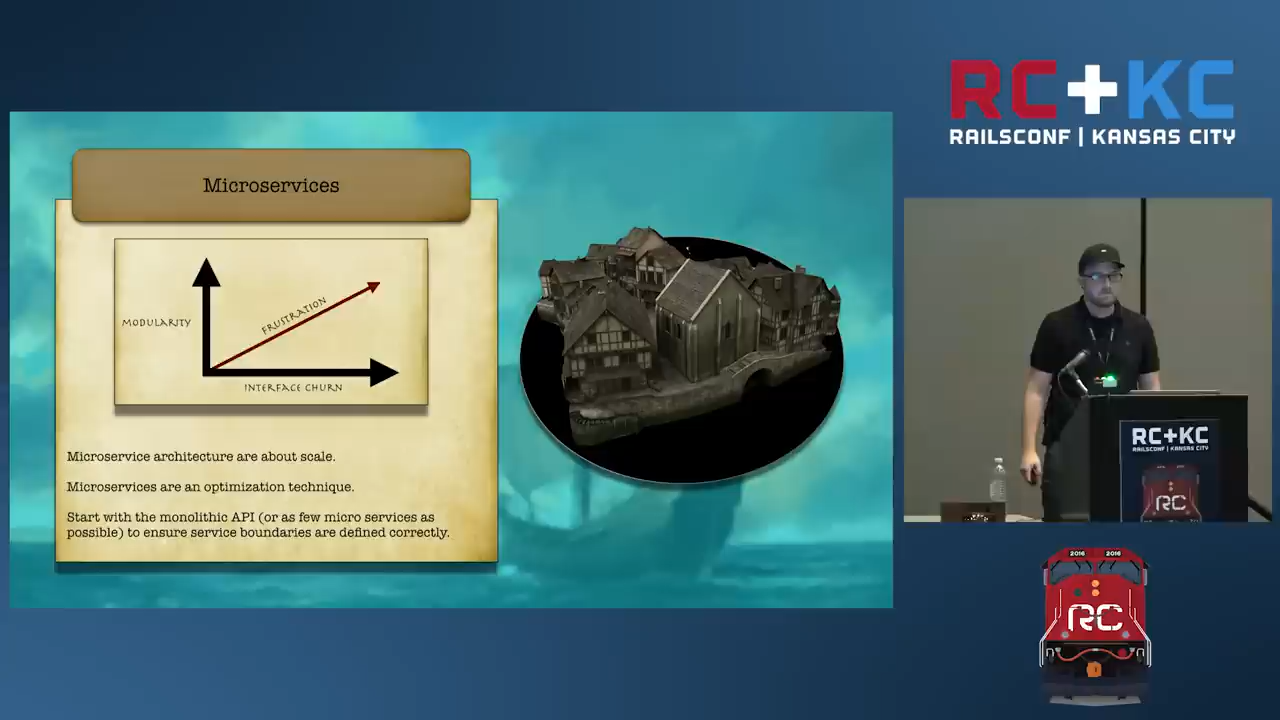 RC+KC
RAILSCONF | KANSAS CITY
Microservices
MODULARITY
FRUSTRATION
INTERFACE CHURN
Microservice architecture are about scale.
Microservices are an optimization technique.
Start with the monolithic API (or as few micro services as
possible) to ensure service boundaries are defined correctly.
RC+KC
RAILSCONF | KANSAS CITY
RC
2016 2016
RC